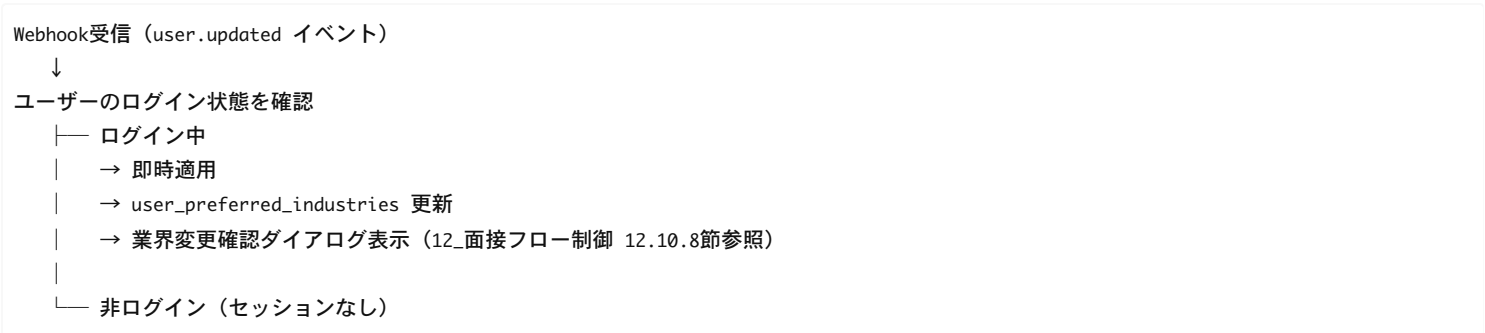 Webhook受信（user.updated イベント）
↓
ユーザーのログイン状態を確認
├── ログイン中
│ → 即時適用
│ → user_preferred_industries 更新
│ → 業界変更確認ダイアログ表示（12_面接フロー制御 12.10.8節参照）
│
└── 非ログイン（セッションなし）